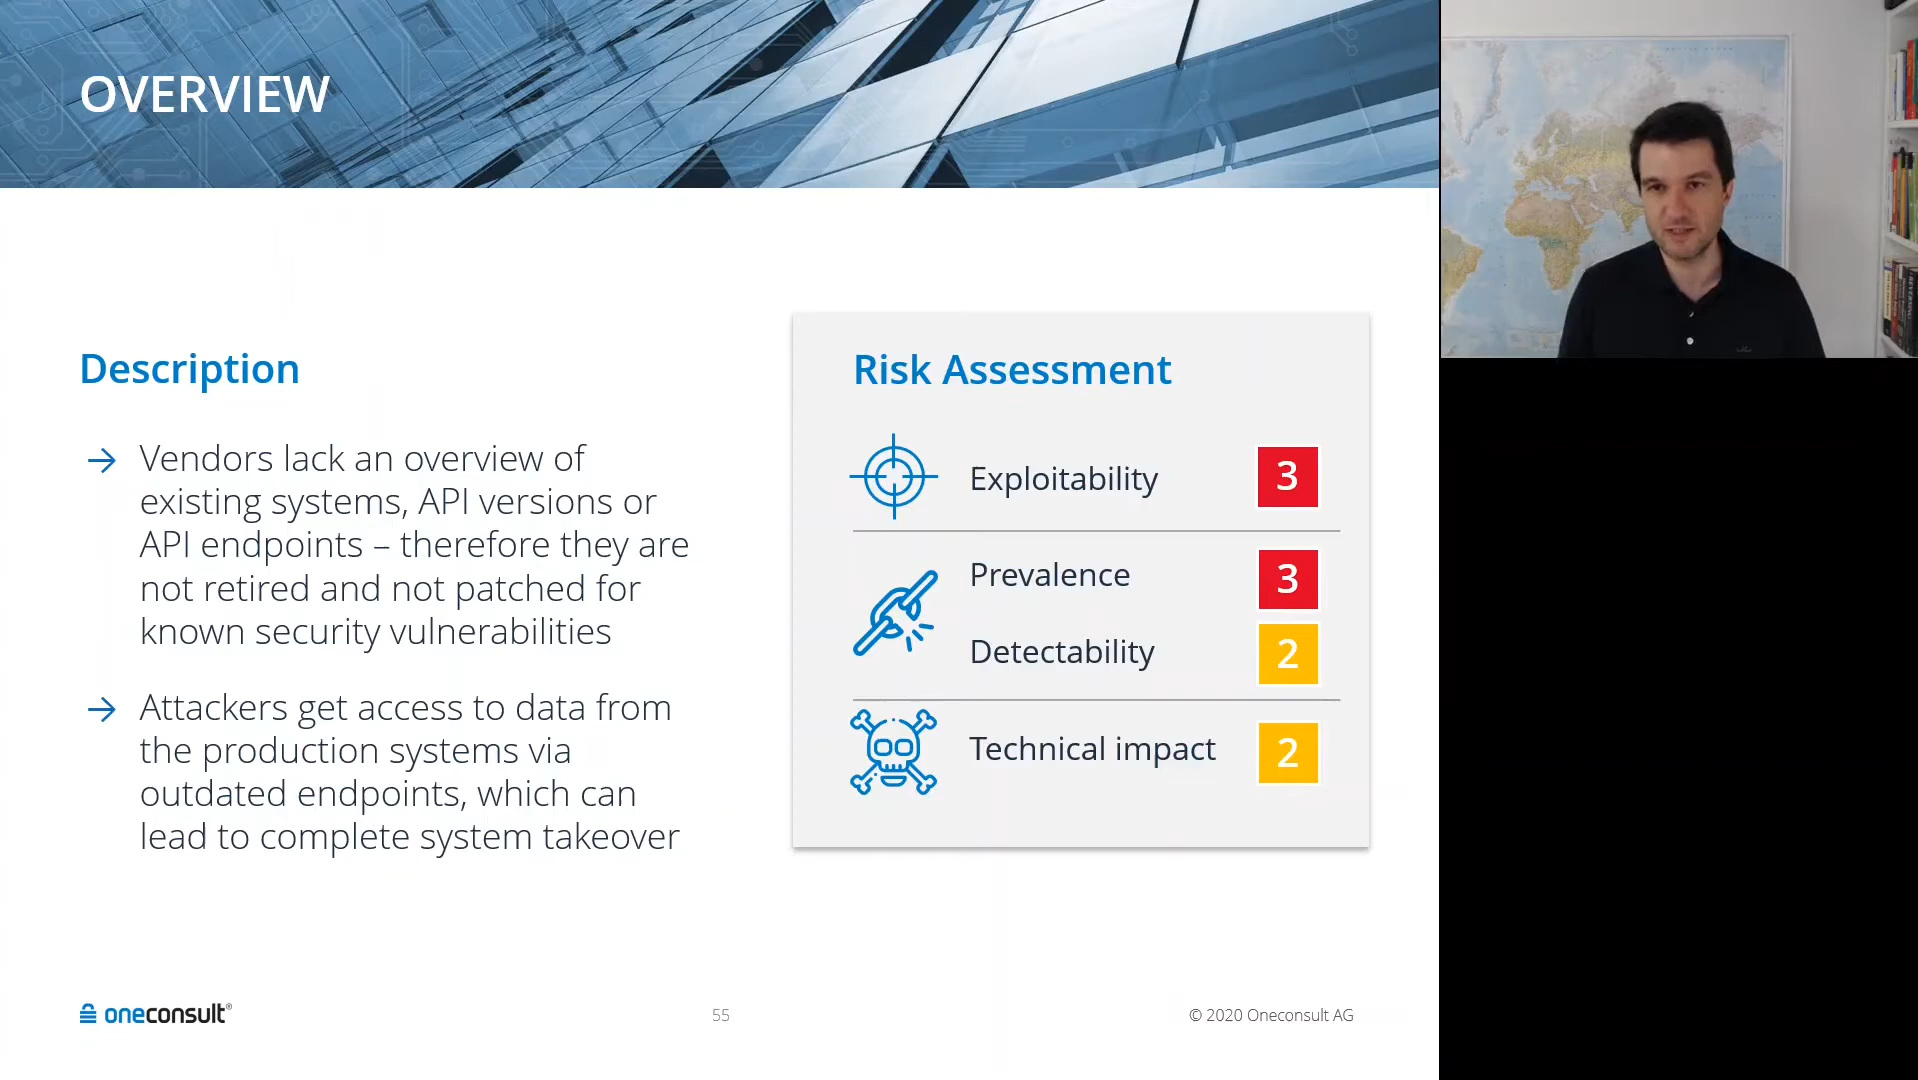 OVERVIEW
Description
→ Vendors lack an overview of
existing systems, API versions or
API endpoints – therefore they are
not retired and not patched for
known security vulnerabilities
→ Attackers get access to data from
the production systems via
outdated endpoints, which can
lead to complete system takeover
Risk Assessment
Exploitability 3
Prevalence 3
Detectability 2
Technical impact 2
oneconsult®
55
© 2020 Oneconsult AG